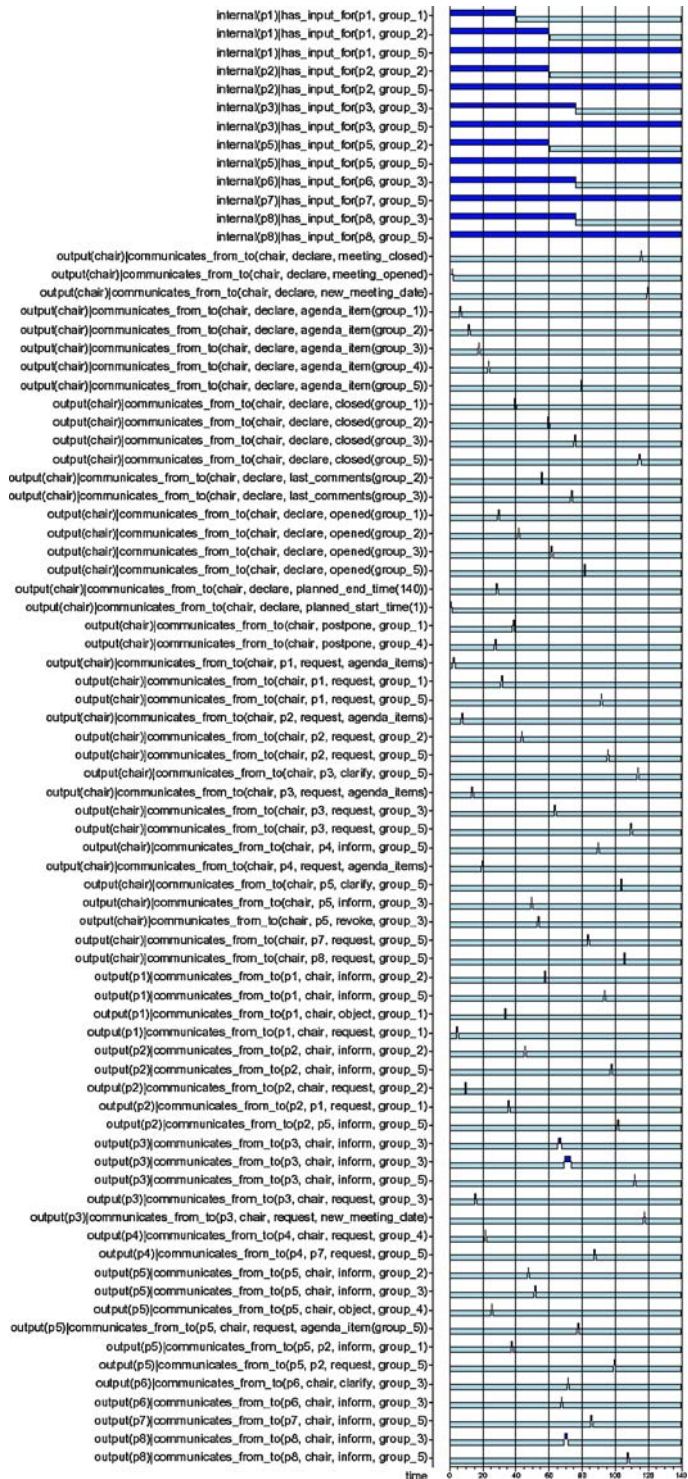 internal(p1)|has_input_for(p1, group_1)
internal(p1)|has_input_for(p1, group_2)
internal(p1)|has_input_for(p1, group_5)
internal(p2)|has_input_for(p2, group_2)
internal(p2)|has_input_for(p2, group_5)
internal(p3)|has_input_for(p3, group_3)
internal(p3)|has_input_for(p3, group_5)
internal(p5)|has_input_for(p5, group_2)
internal(p5)|has_input_for(p5, group_5)
internal(p6)|has_input_for(p6, group_3)
internal(p7)|has_input_for(p7, group_5)
internal(p8)|has_input_for(p8, group_3)
internal(p8)|has_input_for(p8, group_5)
output(chair)|communicates_from_to(chair, declare, meeting_closed)
output(chair)|communicates_from_to(chair, declare, meeting_opened)
output(chair)|communicates_from_to(chair, declare, new_meeting_date)
output(chair)|communicates_from_to(chair, declare, agenda_item(group_1))
output(chair)|communicates_from_to(chair, declare, agenda_item(group_2))
output(chair)|communicates_from_to(chair, declare, agenda_item(group_3))
output(chair)|communicates_from_to(chair, declare, agenda_item(group_4))
output(chair)|communicates_from_to(chair, declare, agenda_item(group_5))
output(chair)|communicates_from_to(chair, declare, closed(group_1))
output(chair)|communicates_from_to(chair, declare, closed(group_2))
output(chair)|communicates_from_to(chair, declare, closed(group_3))
output(chair)|communicates_from_to(chair, declare, closed(group_5))
output(chair)|communicates_from_to(chair, declare, last_comments(group_2))
output(chair)|communicates_from_to(chair, declare, last_comments(group_3))
output(chair)|communicates_from_to(chair, declare, opened(group_1))
output(chair)|communicates_from_to(chair, declare, opened(group_2))
output(chair)|communicates_from_to(chair, declare, opened(group_3))
output(chair)|communicates_from_to(chair, declare, opened(group_5))
output(chair)|communicates_from_to(chair, declare, planned_end_time(140))
output(chair)|communicates_from_to(chair, declare, planned_start_time(1))
output(chair)|communicates_from_to(chair, postpone, group_1)
output(chair)|communicates_from_to(chair, postpone, group_4)
output(chair)|communicates_from_to(chair, p1, request, agenda_items)
output(chair)|communicates_from_to(chair, p1, request, group_1)
output(chair)|communicates_from_to(chair, p1, request, group_5)
output(chair)|communicates_from_to(chair, p2, request, agenda_items)
output(chair)|communicates_from_to(chair, p2, request, group_2)
output(chair)|communicates_from_to(chair, p2, request, group_5)
output(chair)|communicates_from_to(chair, p3, clarify, group_5)
output(chair)|communicates_from_to(chair, p3, request, agenda_items)
output(chair)|communicates_from_to(chair, p3, request, group_3)
output(chair)|communicates_from_to(chair, p3, request, group_5)
output(chair)|communicates_from_to(chair, p4, inform, group_5)
output(chair)|communicates_from_to(chair, p4, request, agenda_items)
output(chair)|communicates_from_to(chair, p5, clarify, group_5)
output(chair)|communicates_from_to(chair, p5, inform, group_3)
output(chair)|communicates_from_to(chair, p5, revoke, group_3)
output(chair)|communicates_from_to(chair, p7, request, group_5)
output(chair)|communicates_from_to(chair, p8, request, group_5)
output(p1)|communicates_from_to(p1, chair, inform, group_2)
output(p1)|communicates_from_to(p1, chair, inform, group_5)
output(p1)|communicates_from_to(p1, chair, object, group_1)
output(p1)|communicates_from_to(p1, chair, request, group_1)
output(p2)|communicates_from_to(p2, chair, inform, group_2)
output(p2)|communicates_from_to(p2, chair, inform, group_5)
output(p2)|communicates_from_to(p2, chair, request, group_2)
output(p2)|communicates_from_to(p2, p1, request, group_1)
output(p2)|communicates_from_to(p2, p5, inform, group_5)
output(p3)|communicates_from_to(p3, chair, inform, group_3)
output(p3)|communicates_from_to(p3, chair, inform, group_3)
output(p3)|communicates_from_to(p3, chair, inform, group_5)
output(p3)|communicates_from_to(p3, chair, request, group_3)
output(p3)|communicates_from_to(p3, chair, request, new_meeting_date)
output(p4)|communicates_from_to(p4, chair, request, group_4)
output(p4)|communicates_from_to(p4, p7, request, group_5)
output(p5)|communicates_from_to(p5, chair, inform, group_2)
output(p5)|communicates_from_to(p5, chair, inform, group_3)
output(p5)|communicates_from_to(p5, chair, object, group_4)
output(p5)|communicates_from_to(p5, chair, request, agenda_item(group_5))
output(p5)|communicates_from_to(p5, p2, inform, group_1)
output(p5)|communicates_from_to(p5, p2, request, group_5)
output(p6)|communicates_from_to(p6, chair, clarify, group_3)
output(p6)|communicates_from_to(p6, chair, inform, group_3)
output(p7)|communicates_from_to(p7, chair, inform, group_5)
output(p8)|communicates_from_to(p8, chair, inform, group_3)
output(p8)|communicates_from_to(p8, chair, inform, group_5)
time 0 20 40 60 80 100 120 140